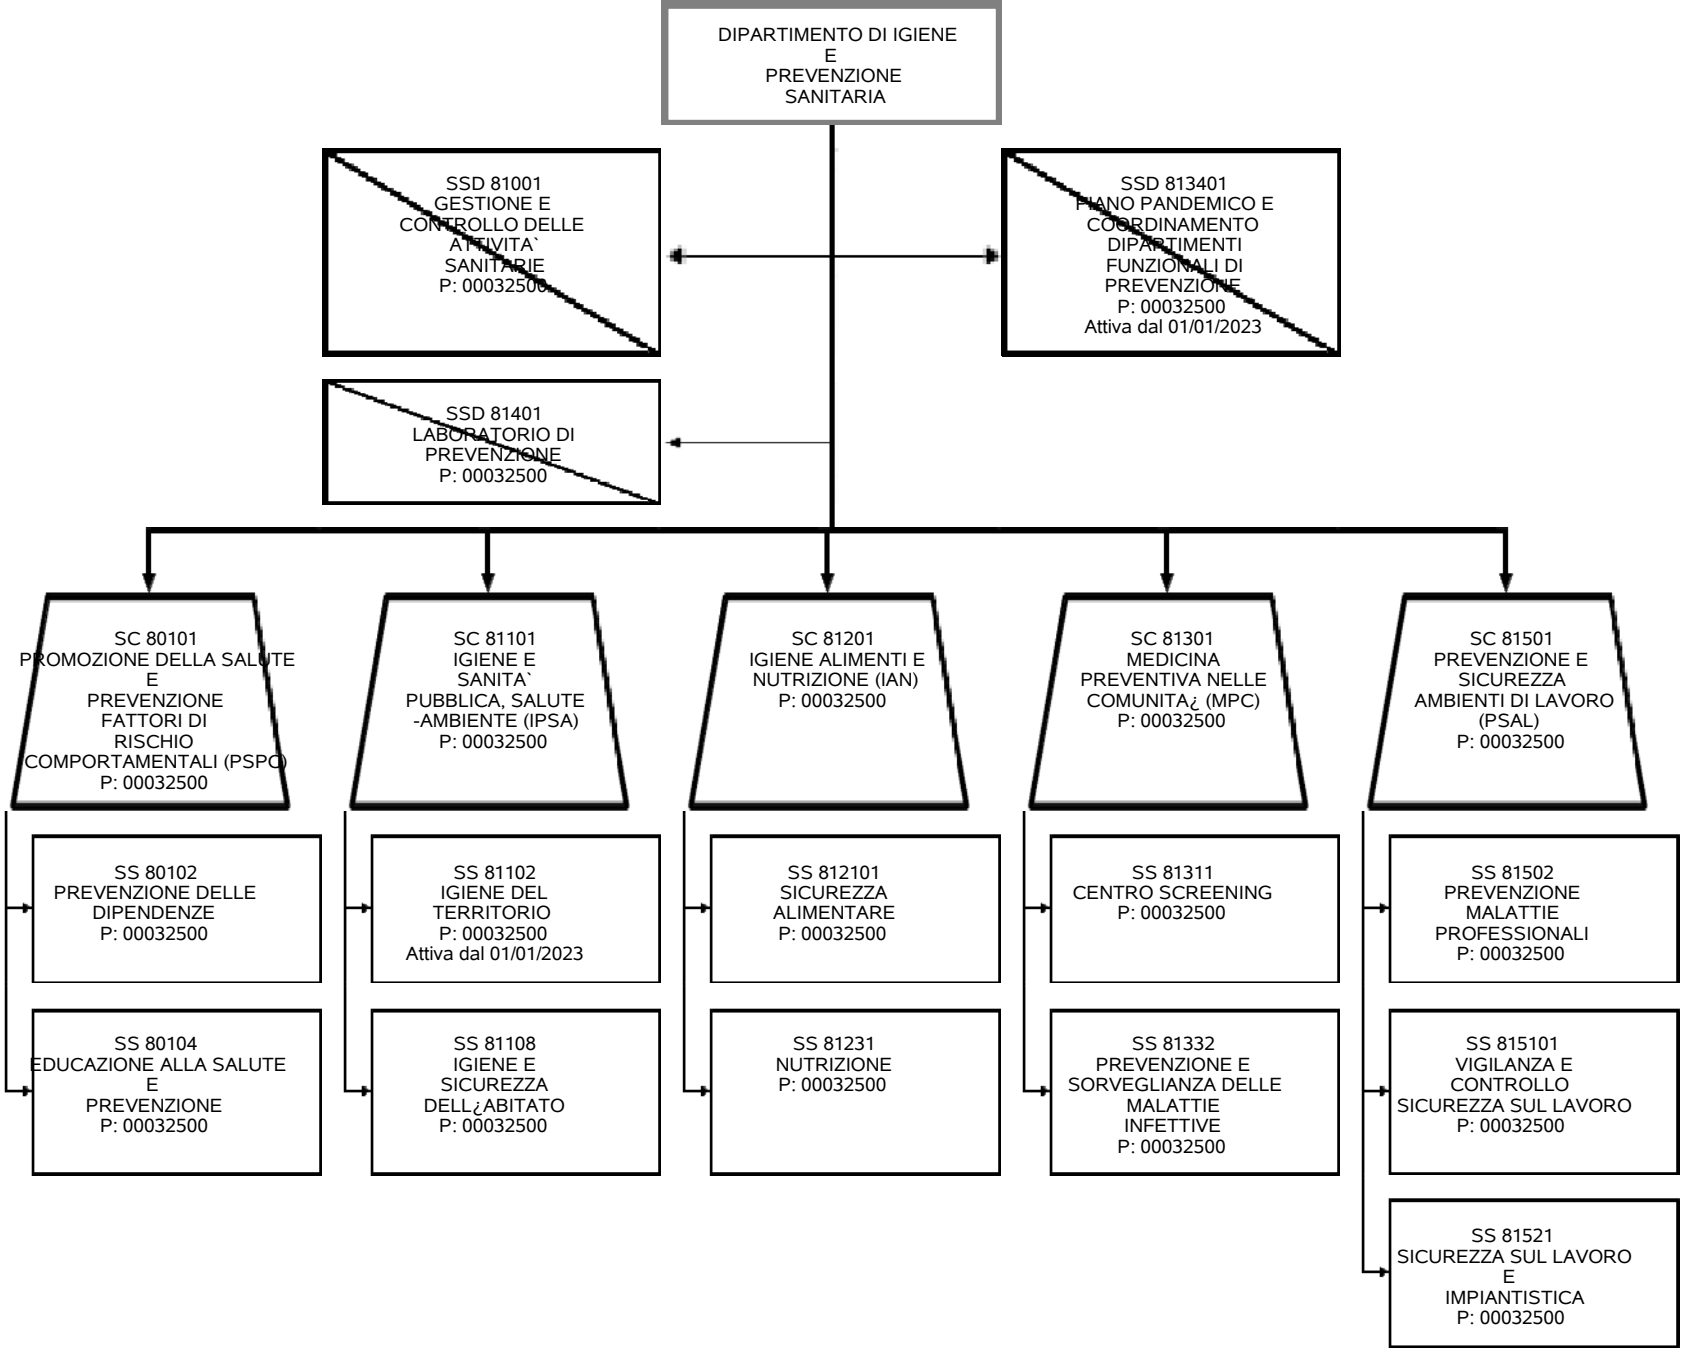 DIPARTIMENTO DI IGIENE
E
PREVENZIONE
SANITARIA
SSD 81001
GESTIONE E
CONTROLLO DELLE
ATTIVITA`
SANITARIE
P: 00032500
SSD 813401
PIANO PANDEMICO E
COORDINAMENTO
DIPARTIMENTI
FUNZIONALI DI
PREVENZIONE
P: 00032500
Attiva dal 01/01/2023
SSD 81401
LABORATORIO DI
PREVENZIONE
P: 00032500
SC 80101
PROMOZIONE DELLA SALUTE
E
PREVENZIONE
FATTORI DI
RISCHIO
COMPORTAMENTALI (PSPC)
P: 00032500
SC 81101
IGIENE E
SANITA`
PUBBLICA, SALUTE
-AMBIENTE (IPSA)
P: 00032500
SC 81201
IGIENE ALIMENTI E
NUTRIZIONE (IAN)
P: 00032500
SC 81301
MEDICINA
PREVENTIVA NELLE
COMUNITA¿ (MPC)
P: 00032500
SC 81501
PREVENZIONE E
SICUREZZA
AMBIENTI DI LAVORO
(PSAL)
P: 00032500
SS 80102
PREVENZIONE DELLE
DIPENDENZE
P: 00032500
SS 81102
IGIENE DEL
TERRITORIO
P: 00032500
Attiva dal 01/01/2023
SS 812101
SICUREZZA
ALIMENTARE
P: 00032500
SS 81311
CENTRO SCREENING
P: 00032500
SS 81502
PREVENZIONE
MALATTIE
PROFESSIONALI
P: 00032500
SS 80104
EDUCAZIONE ALLA SALUTE
E
PREVENZIONE
P: 00032500
SS 81108
IGIENE E
SICUREZZA
DELL¿ABITATO
P: 00032500
SS 81231
NUTRIZIONE
P: 00032500
SS 81332
PREVENZIONE E
SORVEGLIANZA DELLE
MALATTIE
INFETTIVE
P: 00032500
SS 815101
VIGILANZA E
CONTROLLO
SICUREZZA SUL LAVORO
P: 00032500
SS 81521
SICUREZZA SUL LAVORO
E
IMPIANTISTICA
P: 00032500